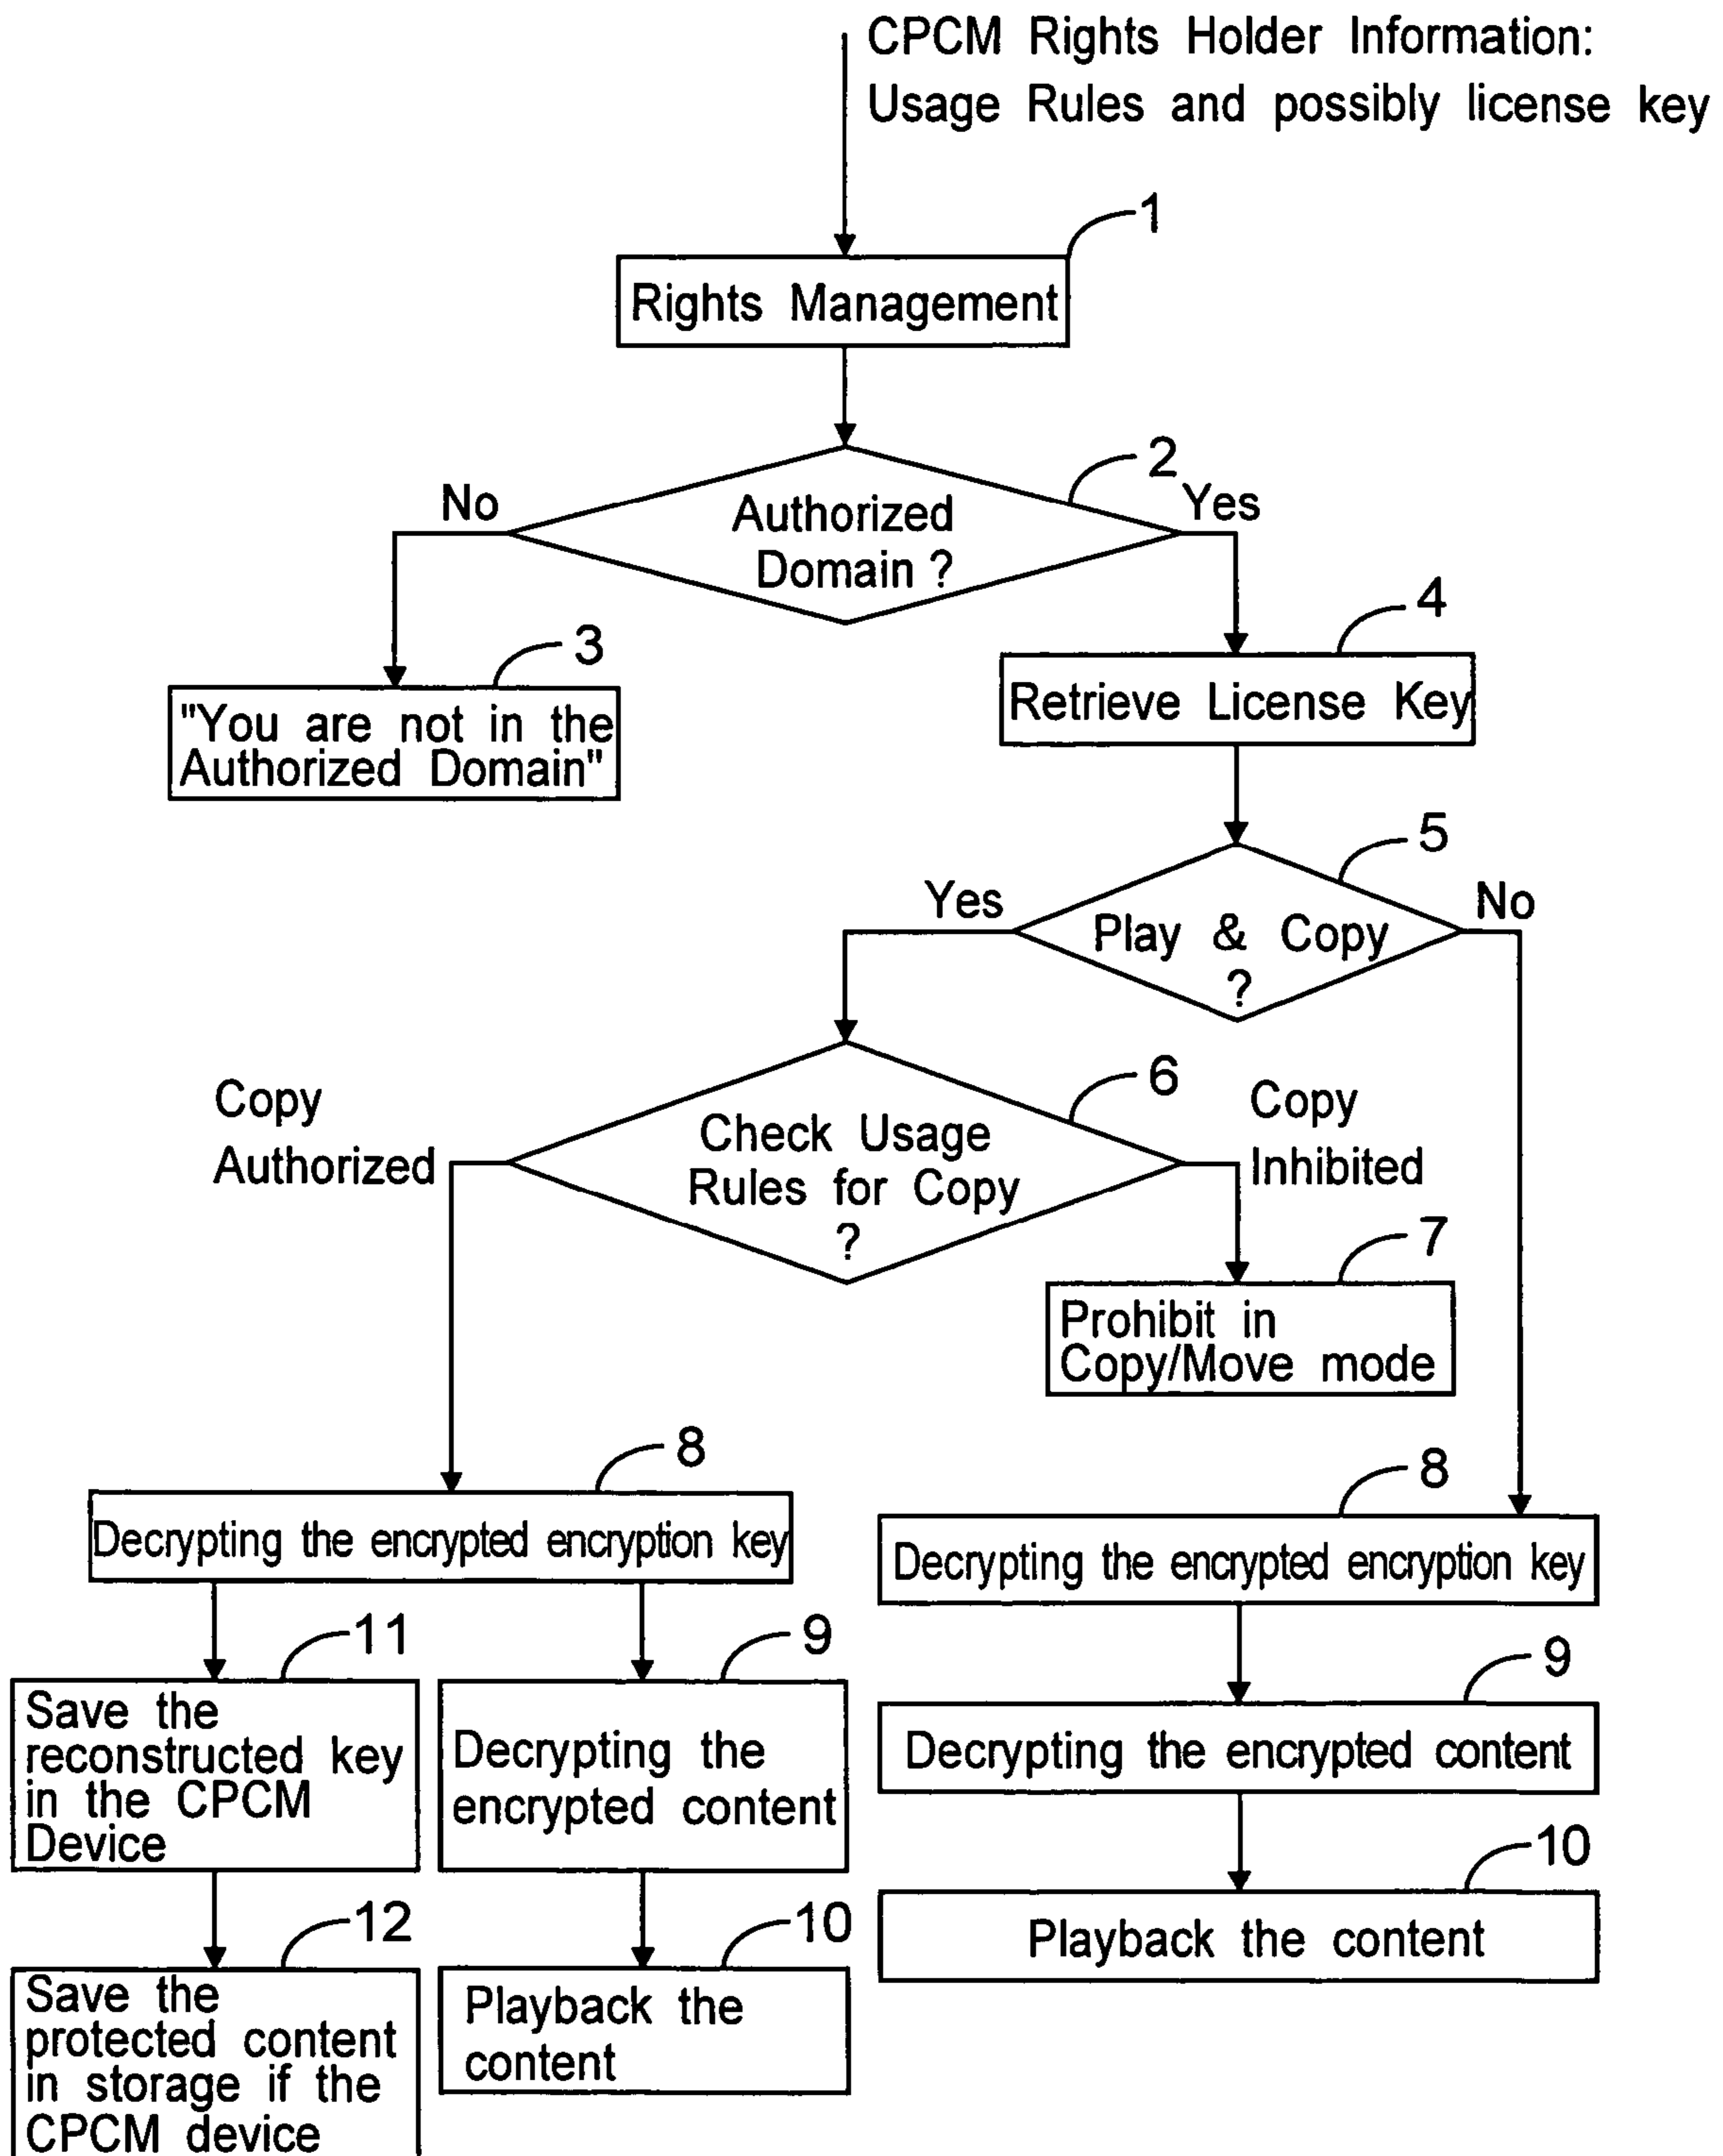 CPCM Rights Holder Information:
Usage Rules and possibly license key
1
Rights Management
2
No
Yes
Authorized
Domain ?
3
"You are not in the
Authorized Domain"
4
Retrieve License Key
5
Yes
No
Play & Copy
?
6
Copy
Authorized
Check Usage
Rules for Copy
?
Copy
Inhibited
7
Prohibit in
Copy/Move mode
8
Decrypting the encrypted encryption key
8
Decrypting the encrypted encryption key
11
Save the
reconstructed key
in the CPCM
Device
9
Decrypting the
encrypted content
9
Decrypting the encrypted content
12
Save the
protected content
in storage if the
CPCM device
10
Playback the
content
10
Playback the content